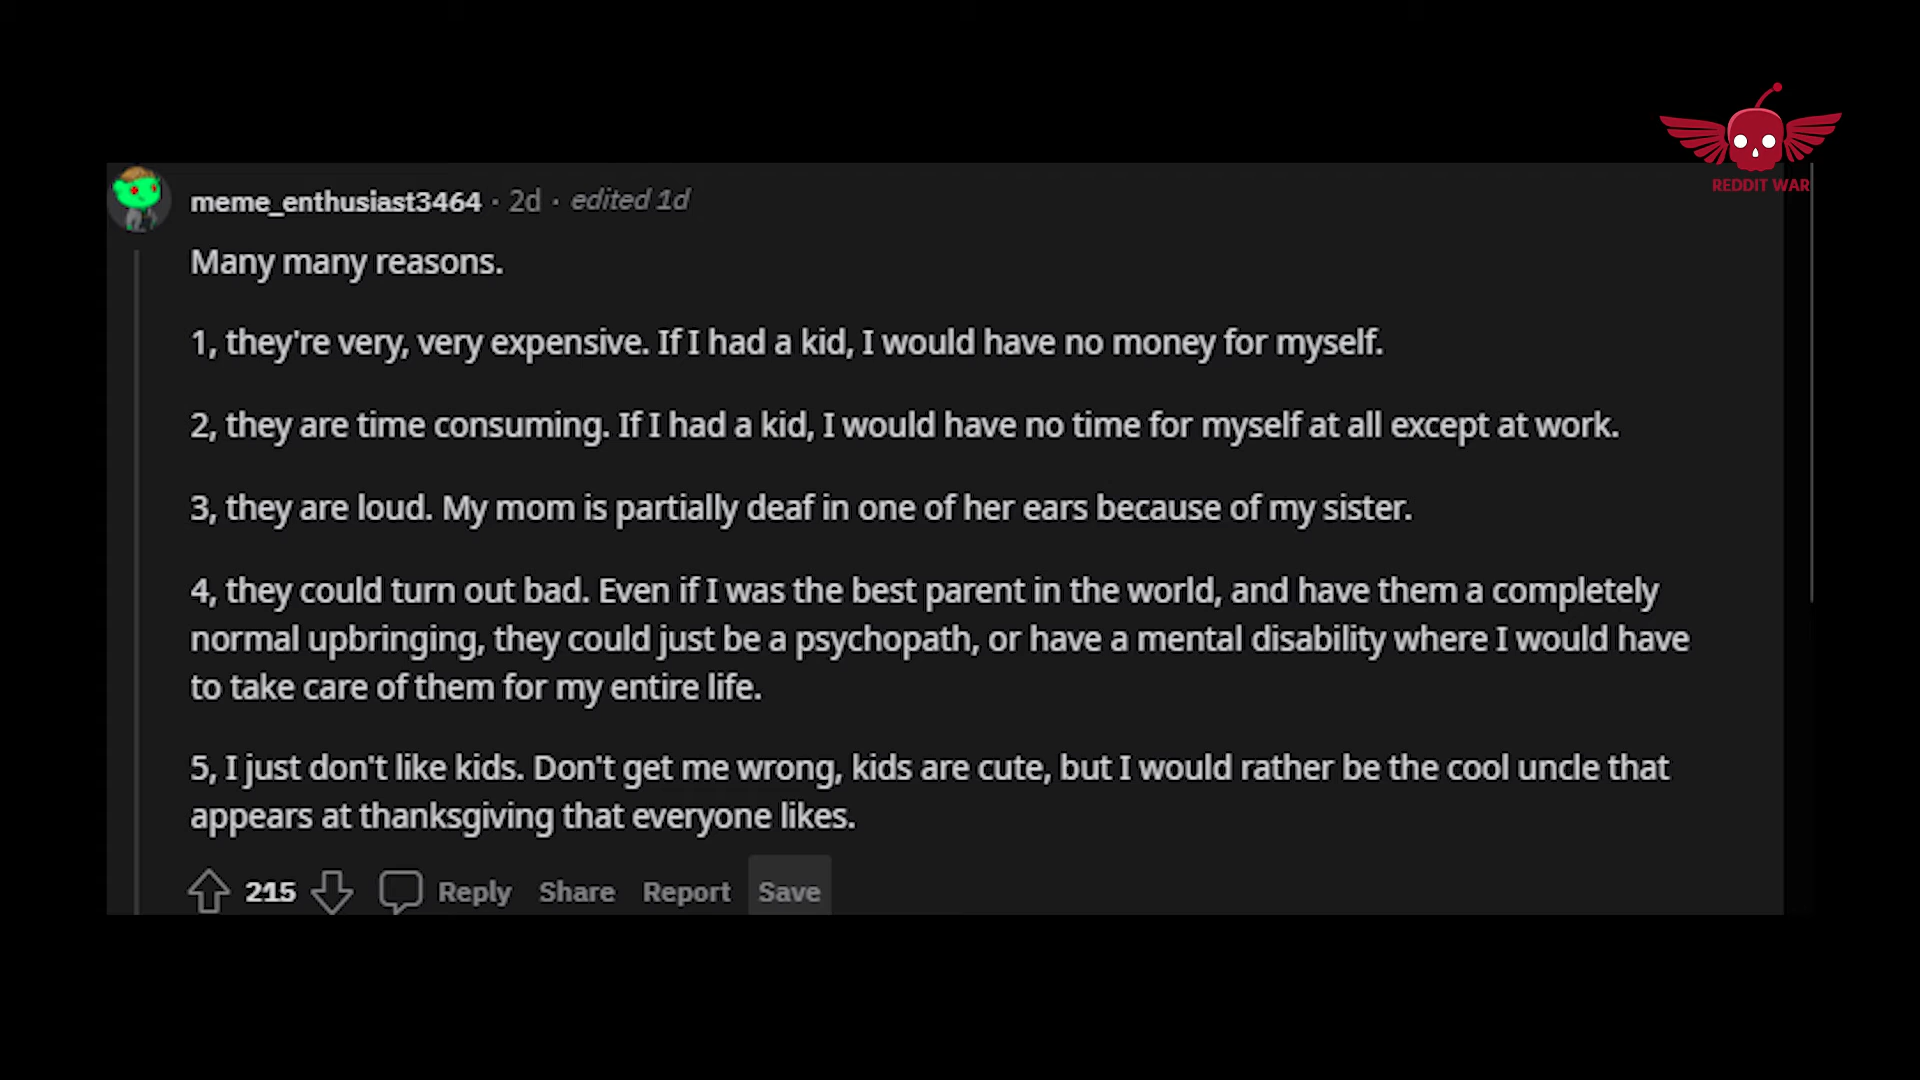 REDDIT WAR
meme_enthusiast3464 · 2d · edited 1d
Many many reasons.
1, they're very, very expensive. If I had a kid, I would have no money for myself.
2, they are time consuming. If I had a kid, I would have no time for myself at all except at work.
3, they are loud. My mom is partially deaf in one of her ears because of my sister.
4, they could turn out bad. Even if I was the best parent in the world, and have them a completely
normal upbringing, they could just be a psychopath, or have a mental disability where I would have
to take care of them for my entire life.
5, I just don't like kids. Don't get me wrong, kids are cute, but I would rather be the cool uncle that
appears at thanksgiving that everyone likes.
215 Reply Share Report Save